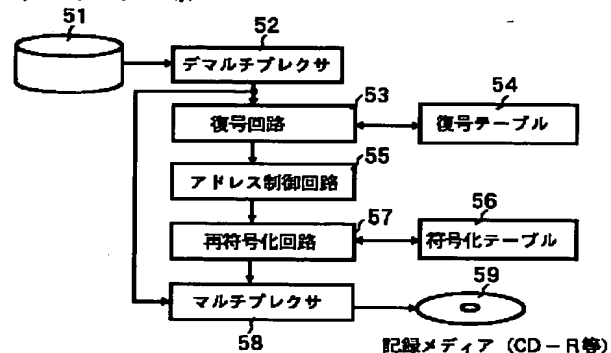 51
52
デマルチプレクサ
53
復号回路
54
復号テーブル
55
アドレス制御回路
57
再符号化回路
56
符号化テーブル
59
マルチプレクサ
58
記録メディア（CD－R等）